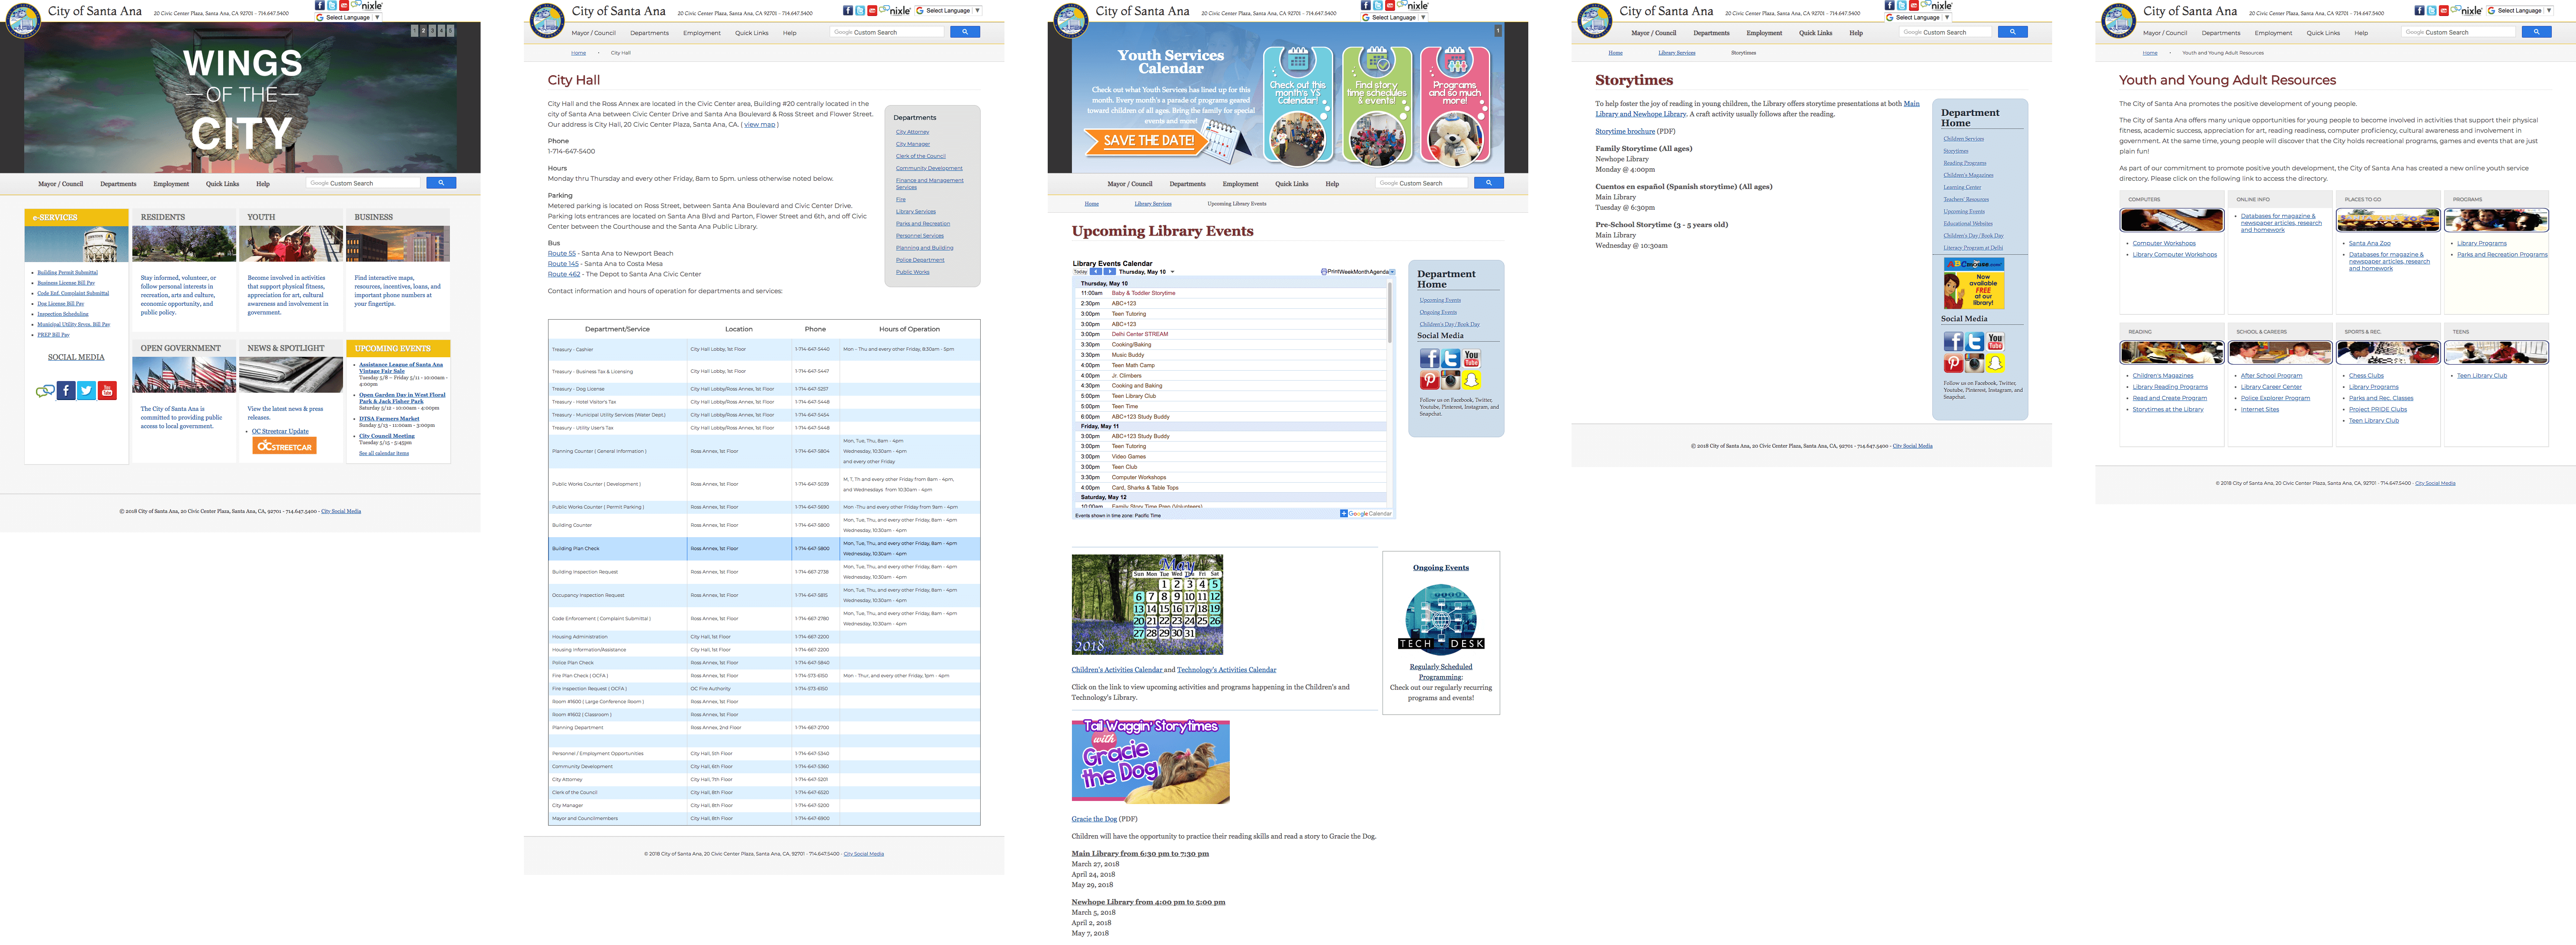 City of Santa Ana
20 Civic Center Plaza, Santa Ana, CA 92701 - 714-647-5400
nixle
Select Language
1 2 3 4 5
WINGS
OF THE
CITY
Mayor / Council Departments Employment Quick Links Help
Google Custom Search
e-SERVICES
Building Permit Submittal
Business License Bill Pay
Code Enf. Complaint Submittal
Dog License Bill Pay
Inspection Scheduling
Municipal Utility Srvcs. Bill Pay
PREP Bill Pay
SOCIAL MEDIA
RESIDENTS
Stay informed, volunteer, or
follow personal interests in
recreation, arts and culture,
economic opportunity, and
public policy.
YOUTH
Become involved in activities
that support physical fitness,
appreciation for art, cultural
awareness and involvement in
government.
BUSINESS
Find interactive maps,
resources, incentives, loans, and
important phone numbers at
your fingertips.
OPEN GOVERNMENT
The City of Santa Ana is
committed to providing public
access to local government.
NEWS & SPOTLIGHT
View the latest news & press
releases.
OC Streetcar Update
OC STREETCAR
UPCOMING EVENTS
Assistance League of Santa Ana
Vintage Fair Sale
Tuesday 5/8 - Friday 5/11 - 10:00am -
4:00pm
Open Garden Day in West Floral
Park & Jack Fisher Park
Saturday 5/12 - 10:00am - 4:00pm
DTSA Farmers Market
Sunday 5/13 - 11:00am - 3:00pm
City Council Meeting
Tuesday 5/15 - 5:45pm
See all calendar items
© 2018 City of Santa Ana, 20 Civic Center Plaza, Santa Ana, CA, 92701 - 714.647.5400 - City Social Media
City of Santa Ana
20 Civic Center Plaza, Santa Ana, CA 92701 - 714-647-5400
nixle
Select Language
Mayor / Council Departments Employment Quick Links Help
Google Custom Search
Home City Hall
City Hall
City Hall and the Ross Annex are located in the Civic Center area, Building #20 centrally located in the
city of Santa Ana between Civic Center Drive and Santa Ana Boulevard & Ross Street and Flower Street.
Our address is City Hall, 20 Civic Center Plaza, Santa Ana, CA. ( view map )
Phone
1-714-647-5400
Hours
Monday thru Thursday and every other Friday, 8am to 5pm. unless otherwise noted below.
Parking
Metered parking is located on Ross Street, between Santa Ana Boulevard and Civic Center Drive.
Parking lots entrances are located on Santa Ana Blvd and Parton, Flower Street and 6th, and off Civic
Center between the Courthouse and the Santa Ana Public Library.
Bus
Route 55 - Santa Ana to Newport Beach
Route 145 - Santa Ana to Costa Mesa
Route 462 - The Depot to Santa Ana Civic Center
Contact information and hours of operation for departments and services:
Departments
City Attorney
City Manager
Clerk of the Council
Community Development
Finance and Management
Services
Fire
Library Services
Parks and Recreation
Personnel Services
Planning and Building
Police Department
Public Works
Department/Service Location Phone Hours of Operation
Treasury - Cashier City Hall Lobby, 1st Floor 1-714-647-5440 Mon - Thu and every other Friday, 8:30am - 5pm
Treasury - Business Tax & Licensing City Hall Lobby, 1st Floor 1-714-647-5447
Treasury - Dog License City Hall Lobby/Ross Annex, 1st Floor 1-714-647-5257
Treasury - Hotel Visitor's Tax City Hall Lobby/Ross Annex, 1st Floor 1-714-647-5448
Treasury - Municipal Utility Services (Water Dept.) City Hall Lobby/Ross Annex, 1st Floor 1-714-647-5454
Treasury - Utility User's Tax City Hall Lobby/Ross Annex, 1st Floor 1-714-647-5448
Planning Counter ( General Information ) Ross Annex, 1st Floor 1-714-647-5804 Mon, Tue, Thu, 8am - 4pm
Wednesday, 10:30am - 4pm
and every other Friday
Public Works Counter ( Development ) Ross Annex, 1st Floor 1-714-647-5039 M, T, Th and every other Friday from 8am - 4pm,
and Wednesdays from 10:30am - 4pm
Public Works Counter ( Permit Parking ) Ross Annex, 1st Floor 1-714-647-5690 Mon -Thu and every other Friday from 9am - 4pm
Building Counter Ross Annex, 1st Floor 1-714-647-5800 Mon, Tue, Thu, and every other Friday, 8am - 4pm
Wednesday, 10:30am - 4pm
Building Plan Check Ross Annex, 1st Floor 1-714-647-5800 Mon, Tue, Thu, and every other Friday, 8am - 4pm
Wednesday, 10:30am - 4pm
Building Inspection Request Ross Annex, 1st Floor 1-714-667-2738 Mon, Tue, Thu, and every other Friday, 8am - 4pm
Wednesday, 10:30am - 4pm
Occupancy Inspection Request Ross Annex, 1st Floor 1-714-647-5815 Mon, Tue, Thu, and every other Friday, 8am - 4pm
Wednesday, 10:30am - 4pm
Code Enforcement ( Complaint Submittal ) Ross Annex, 1st Floor 1-714-667-2780 Mon, Tue, Thu, and every other Friday, 8am - 4pm
Wednesday, 10:30am - 4pm
Housing Administration City Hall, 1st Floor 1-714-667-2200
Housing Information/Assistance City Hall, 1st Floor 1-714-667-2200
Police Plan Check Ross Annex, 1st Floor 1-714-647-5840
Fire Plan Check ( OCFA ) Ross Annex, 1st Floor 1-714-573-6150 Mon - Thur, and every other Friday, 1pm - 4pm
Fire Inspection Request ( OCFA ) OC Fire Authority 1-714-573-6150
Room #1600 ( Large Conference Room ) Ross Annex, 1st Floor
Room #1602 ( Classroom ) Ross Annex, 1st Floor
Planning Department Ross Annex, 2nd Floor 1-714-667-2700
Personnel / Employment Opportunities City Hall, 5th Floor 1-714-647-5340
Community Development City Hall, 6th Floor 1-714-647-5360
City Attorney City Hall, 7th Floor 1-714-647-5201
Clerk of the Council City Hall, 8th Floor 1-714-647-6520
City Manager City Hall, 8th Floor 1-714-647-5200
Mayor and Councilmembers City Hall, 8th Floor 1-714-647-6900
© 2018 City of Santa Ana, 20 Civic Center Plaza, Santa Ana, CA, 92701 - 714.647.5400 - City Social Media
City of Santa Ana
20 Civic Center Plaza, Santa Ana, CA 92701 - 714-647-5400
nixle
Select Language
1
Youth Services
Calendar
Check out what Youth Services has lined up for this
month. Every month's a parade of programs geared
toward children of all ages. Bring the family for special
events and more!
SAVE THE DATE!
Check out this
month's YS
Calendar!
Find story
time schedules
& events!
Programs
and so much
more!
Mayor / Council Departments Employment Quick Links Help
Google Custom Search
Home Library Services Upcoming Library Events
Upcoming Library Events
Library Events Calendar
Today Thursday, May 10 Print Week Month Agenda
Thursday, May 10
11:00am Baby & Toddler Storytime
2:30pm ABC+123
3:00pm Teen Tutoring
3:00pm ABC+123
3:00pm Delhi Center STREAM
3:30pm Cooking/Baking
3:30pm Music Buddy
4:00pm Teen Math Camp
4:00pm Jr. Climbers
4:30pm Cooking and Baking
5:00pm Teen Library Club
5:00pm Teen Time
6:00pm ABC+123 Study Buddy
Friday, May 11
3:00pm ABC+123 Study Buddy
3:00pm Teen Tutoring
3:00pm Video Games
3:00pm Teen Club
3:30pm Computer Workshops
4:00pm Card, Sharks & Table Tops
Saturday, May 12
10:00am Family Story Time Prep (Volunteers)
Events shown in time zone: Pacific Time
Google Calendar
Department
Home
Upcoming Events
Ongoing Events
Children's Day/Book Day
Social Media
You Tube
Follow us on Facebook, Twitter,
Youtube, Pinterest, Instagram, and
Snapchat.
May
Sun Mon Tue Wed Thu Fri Sat
1 2 3 4 5
6 7 8 9 10 11 12
13 14 15 16 17 18 19
20 21 22 23 24 25 26
27 28 29 30 31
2018
Children's Activities Calendar and Technology's Activities Calendar
Click on the link to view upcoming activities and programs happening in the Children's and
Technology's Library.
Ongoing Events
TECH DESK
Regularly Scheduled
Programming:
Check out our regularly recurring
programs and events!
Tail Waggin' Storytimes
with
Gracie
the Dog
Gracie the Dog (PDF)
Children will have the opportunity to practice their reading skills and read a story to Gracie the Dog.
Main Library from 6:30 pm to 7:30 pm
March 27, 2018
April 24, 2018
May 29, 2018
Newhope Library from 4:00 pm to 5:00 pm
March 5, 2018
April 2, 2018
May 7, 2018
City of Santa Ana
20 Civic Center Plaza, Santa Ana, CA 92701 - 714-647-5400
nixle
Select Language
Mayor / Council Departments Employment Quick Links Help
Google Custom Search
Home Library Services Storytimes
Storytimes
To help foster the joy of reading in young children, the Library offers storytime presentations at both Main
Library and Newhope Library. A craft activity usually follows after the reading.
Storytime brochure (PDF)
Family Storytime (All ages)
Newhope Library
Monday @ 4:00pm
Cuentos en español (Spanish storytime) (All ages)
Main Library
Tuesday @ 6:30pm
Pre-School Storytime (3 - 5 years old)
Main Library
Wednesday @ 10:30am
Department
Home
Children Services
Storytimes
Reading Programs
Children's Magazines
Learning Center
Teachers' Resources
Upcoming Events
Educational Websites
Children's Day/Book Day
Literacy Program at Delhi
ABCmouse.com
Now
available
FREE
at our
library!
Social Media
You Tube
Follow us on Facebook, Twitter,
Youtube, Pinterest, Instagram, and
Snapchat.
© 2018 City of Santa Ana, 20 Civic Center Plaza, Santa Ana, CA, 92701 - 714.647.5400 - City Social Media
City of Santa Ana
20 Civic Center Plaza, Santa Ana, CA 92701 - 714-647-5400
nixle
Select Language
Mayor / Council Departments Employment Quick Links Help
Google Custom Search
Home Youth and Young Adult Resources
Youth and Young Adult Resources
The City of Santa Ana promotes the positive development of young people.
The City of Santa Ana offers many unique opportunities for young people to become involved in activities that support their physical
fitness, academic success, appreciation for art, reading readiness, computer proficiency, cultural awareness and involvement in
government. At the same time, young people will discover that the City holds recreational programs, games and events that are just
plain fun!
As part of our commitment to promote positive youth development, the City of Santa Ana has created a new online youth service
directory. Please click on the following link to access the directory.
COMPUTERS
Computer Workshops
Library Computer Workshops
ONLINE INFO
Databases for magazine &
newspaper articles, research
and homework
PLACES TO GO
Santa Ana Zoo
Databases for magazine &
newspaper articles, research
and homework
PROGRAMS
Library Programs
Parks and Recreation Programs
READING
Children's Magazines
Library Reading Programs
Read and Create Program
Storytimes at the Library
SCHOOL & CAREERS
After School Program
Library Career Center
Police Explorer Program
Internet Sites
SPORTS & REC.
Chess Clubs
Library Programs
Parks and Rec. Classes
Project PRIDE Clubs
Teen Library Club
TEENS
Teen Library Club
© 2018 City of Santa Ana, 20 Civic Center Plaza, Santa Ana, CA, 92701 - 714.647.5400 - City Social Media